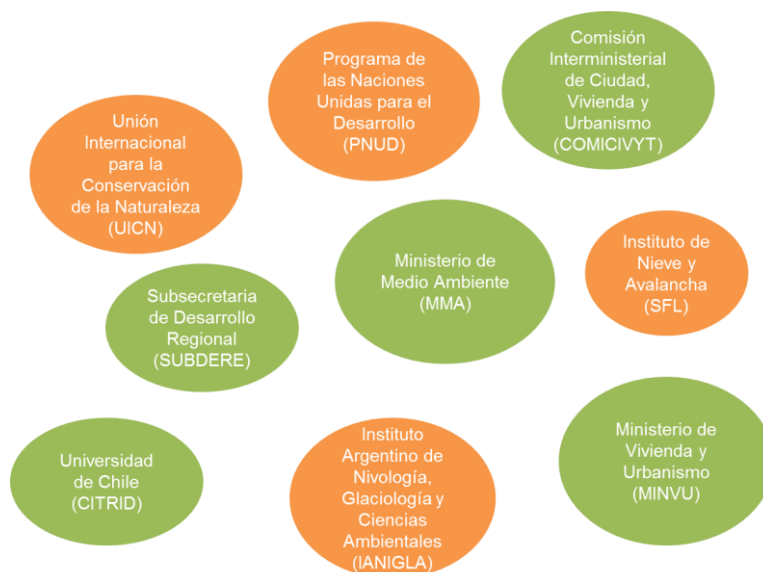 Unión
Internacional
para la
Conservación
de la Naturaleza
(UICN)
Programa de
las Naciones
Unidas para el
Desarrollo
(PNUD)
Comisión
Interministerial
de Ciudad,
Vivienda y
Urbanismo
(COMICIVYT)
Subsecretaria
de Desarrollo
Regional
(SUBDERE)
Ministerio de
Medio Ambiente
(MMA)
Instituto de
Nieve y
Avalancha
(SFL)
Universidad
de Chile
(CITRID)
Instituto
Argentino de
Nivología,
Glaciología y
Ciencias
Ambientales
(IANIGLA)
Ministerio de
Vivienda y
Urbanismo
(MINVU)